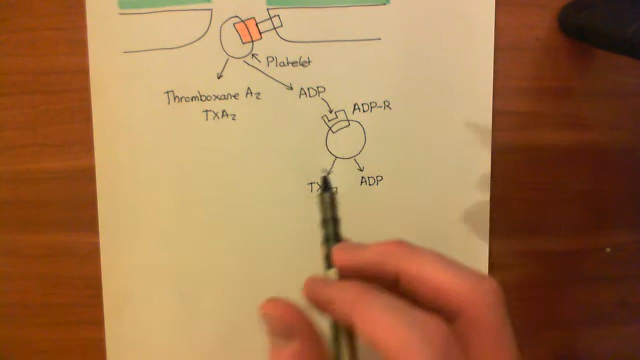 Platelet
Thromboxane A2
TXA2
ADP
ADP-R
ADP